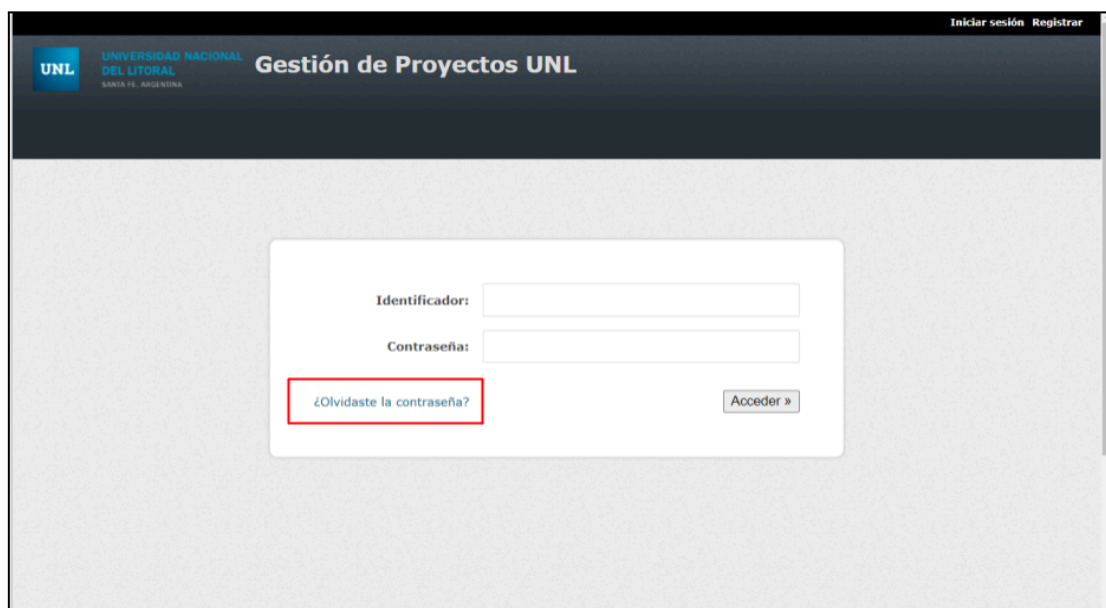 Iniciar sesión Registrar
UNL
UNIVERSIDAD NACIONAL
DEL LITORAL
SANTA FE, ARGENTINA
Gestión de Proyectos UNL
Identificador:
Contraseña:
¿Olvidaste la contraseña?
Acceder »